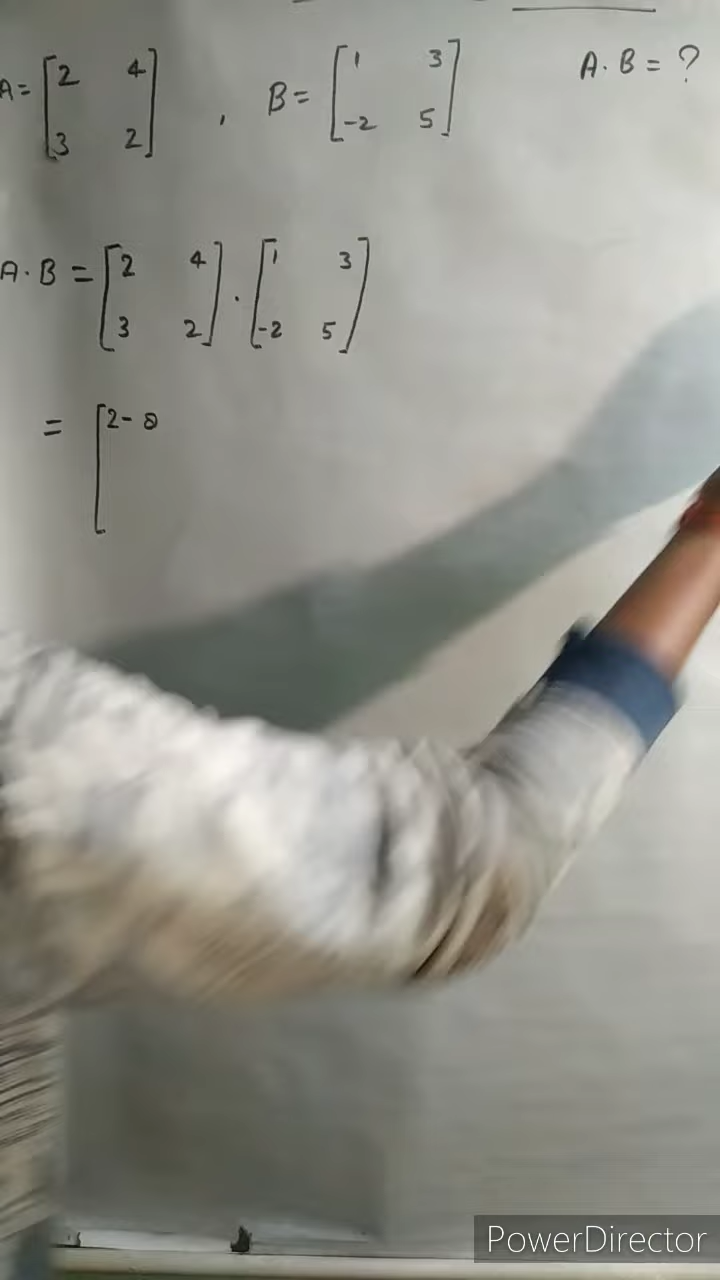 A = [2 4 , B = [1 3 A. B = ?
3 2] -2 5]
A. B = [2 4 . [1 3
3 2] -2 5]
= [2 - 8
PowerDirector